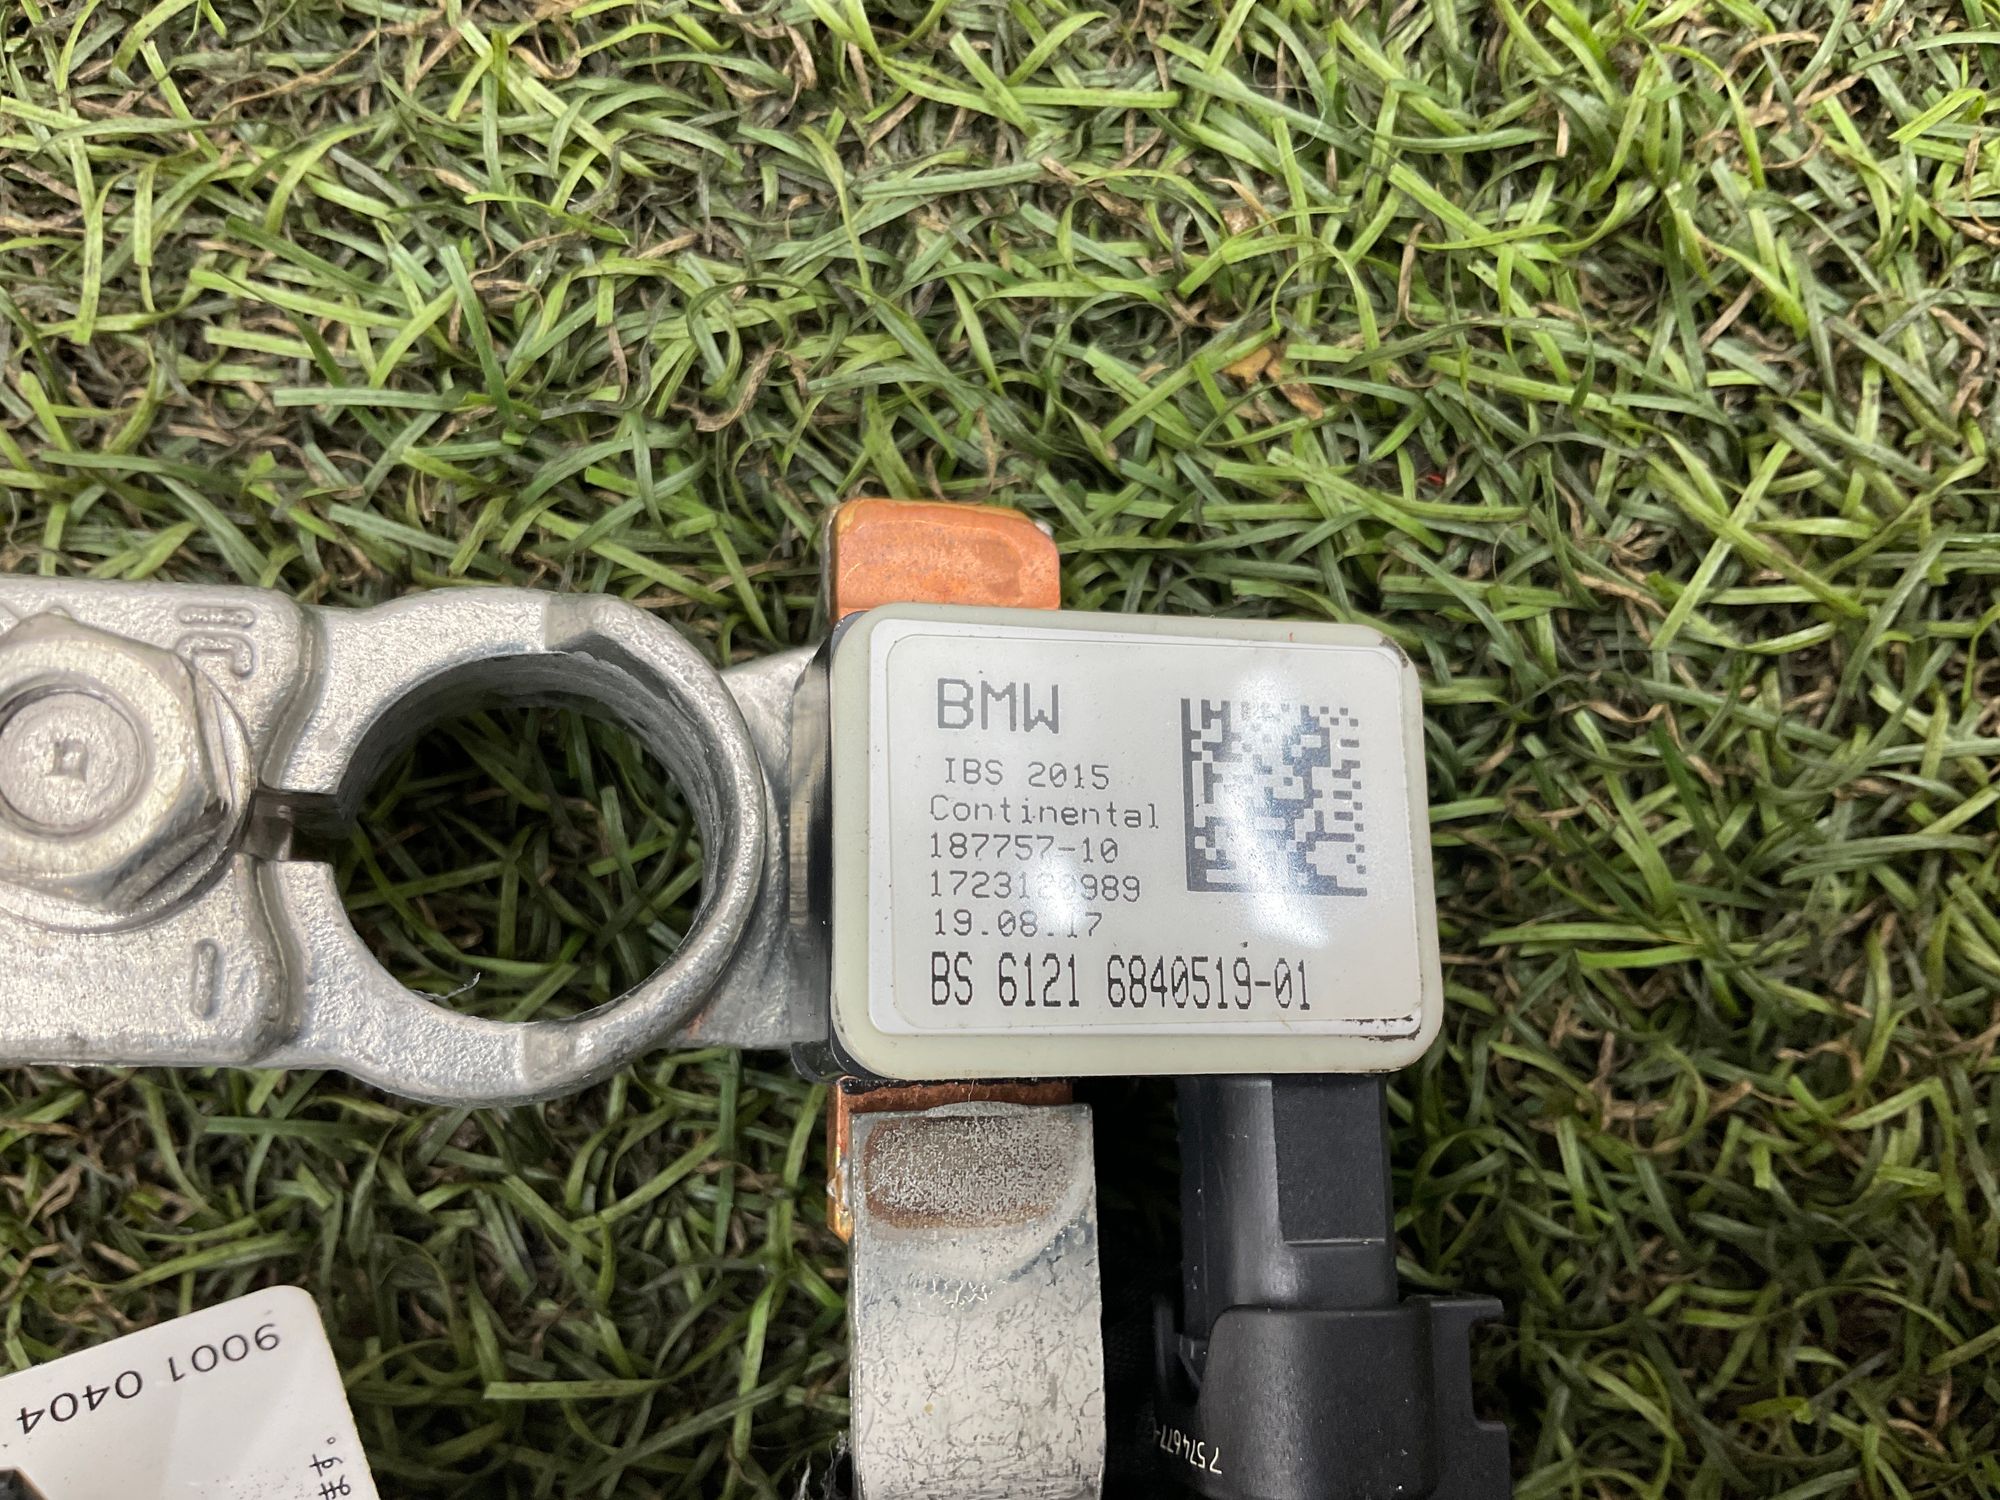 BMW
IBS 2015
Continental
187757-10
19.08.17
BS 6121 6840519-01
9001 0404